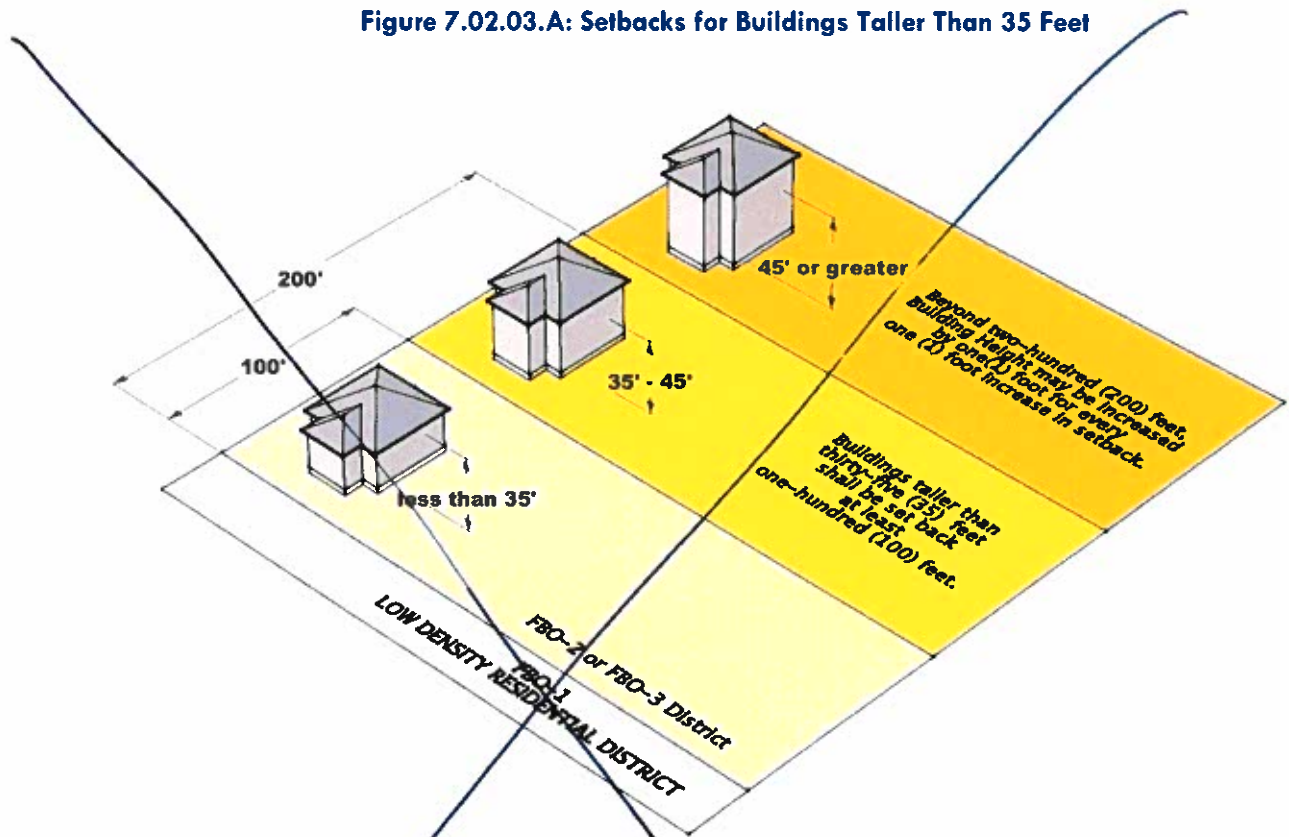 Figure 7.02.03.A: Setbacks for Buildings Taller Than 35 Feet
200'
100'
45' or greater
35' - 45'
less than 35'
Beyond two-hundred (200) feet,
Building Height may be increased
by one(1) foot for every
one (1) foot increase in setback.
Buildings taller than
thirty-five (35) feet
shall be set back
at least
one-hundred (100) feet.
FBO-2 or FBO-3 District
FBO-1
LOW DENSITY RESIDENTIAL DISTRICT